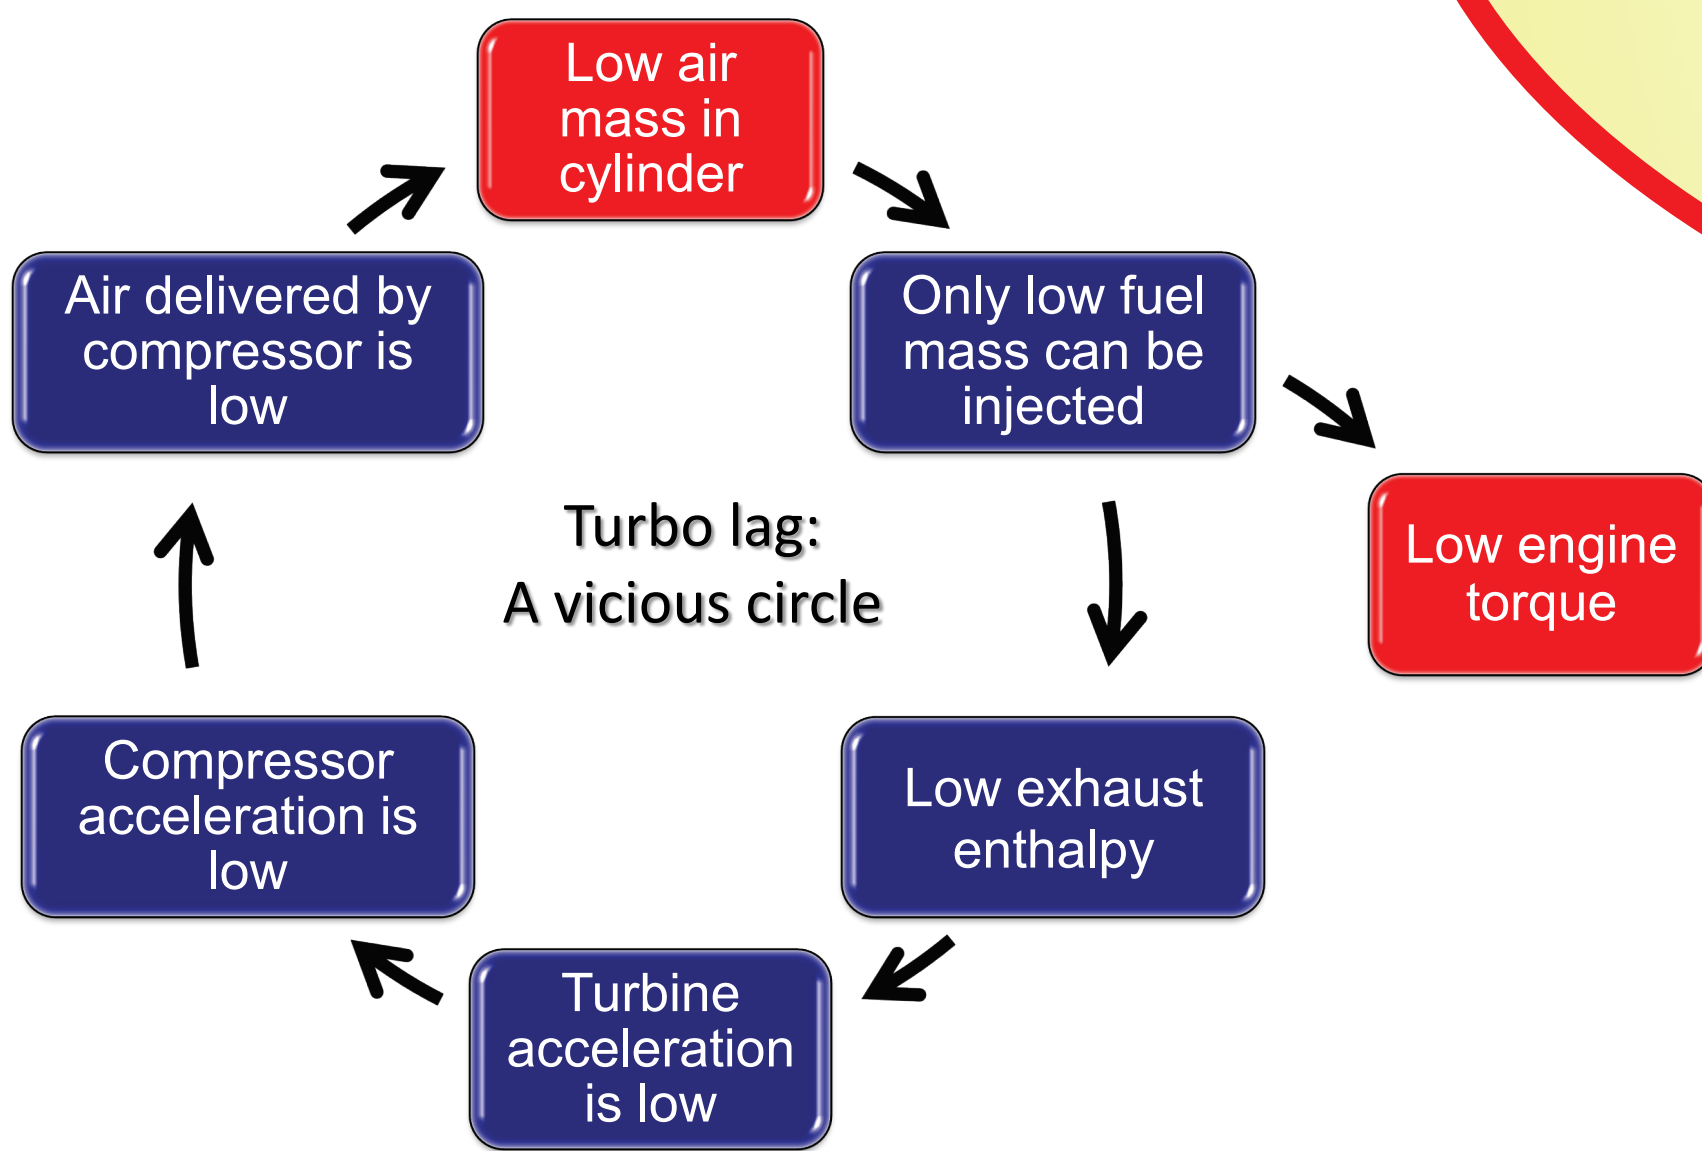 Low air
mass in
cylinder
Only low fuel
mass can be
injected
Low engine
torque
Low exhaust
enthalpy
Turbine
acceleration
is low
Compressor
acceleration is
low
Air delivered by
compressor is
low
Turbo lag:
A vicious circle